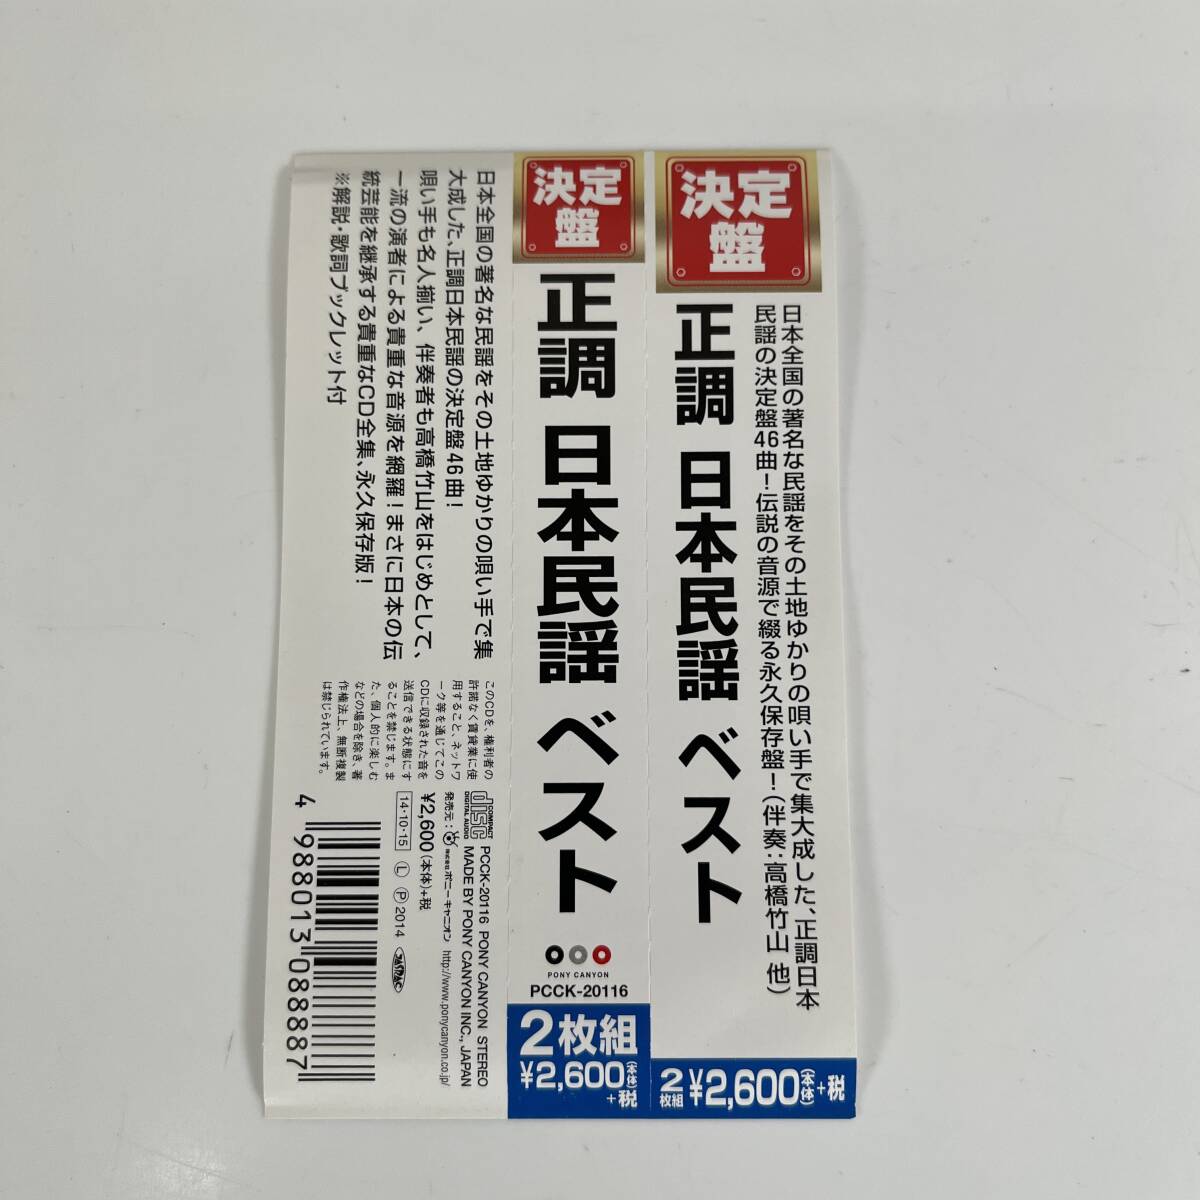 決定
盤
正調 日本民謡 ベスト
日本全国の著名な民謡をその土地ゆかりの唄い手で集大成した、正調日本
民謡の決定盤46曲！伝説の音源で綴る永久保存盤！（伴奏：高橋竹山 他）
2枚組 ¥2,600(本体)+税
決定
盤
正調 日本民謡 ベスト
PONY CANYON
PCCK-20116
2枚組
¥2,600(本体)
+税
日本全国の著名な民謡をその土地ゆかりの唄い手で集
大成した、正調日本民謡の決定盤46曲！
唄い手も名人揃い、伴奏者も高橋竹山をはじめとして、
一流の演者による貴重な音源を網羅！まさに日本の伝
統芸能を継承する貴重なCD全集、永久保存版！
※解説・歌詞ブックレット付
このCDを、権利者の
許諾なく賃貸業に使
用すること、ネットワ
ーク等を通じてこの
CDに収録された音を
送信できる状態にす
ることを禁じます。ま
た、個人的に楽しむ
などの場合を除き、著
作権法上、無断複製
は禁じられています。
COMPACT
disc
DIGITAL AUDIO
PCCK-20116 PONY CANYON STEREO
MADE BY PONY CANYON INC., JAPAN
発売元：株式会社ポニーキャニオン http://www.ponycanyon.co.jp/
¥2,600(本体)+税
14・10・15 Ⓛ Ⓟ2014 JASRAC
4 988013 088887